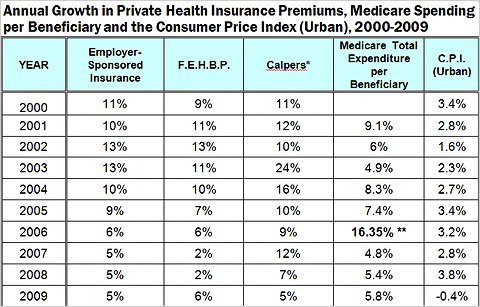 Annual Growth in Private Health Insurance Premiums, Medicare Spending
per Beneficiary and the Consumer Price Index (Urban), 2000-2009
YEAR Employer-Sponsored Insurance F.E.H.B.P. Calpers* Medicare Total Expenditure per Beneficiary C.P.I. (Urban)
2000 11% 9% 11% 3.4%
2001 10% 11% 12% 9.1% 2.8%
2002 13% 13% 10% 6% 1.6%
2003 13% 11% 24% 4.9% 2.3%
2004 10% 10% 16% 8.3% 2.7%
2005 9% 7% 10% 7.4% 3.4%
2006 6% 6% 9% 16.35% ** 3.2%
2007 5% 2% 12% 4.8% 2.8%
2008 5% 2% 7% 5.4% 3.8%
2009 5% 6% 5% 5.8% -0.4%